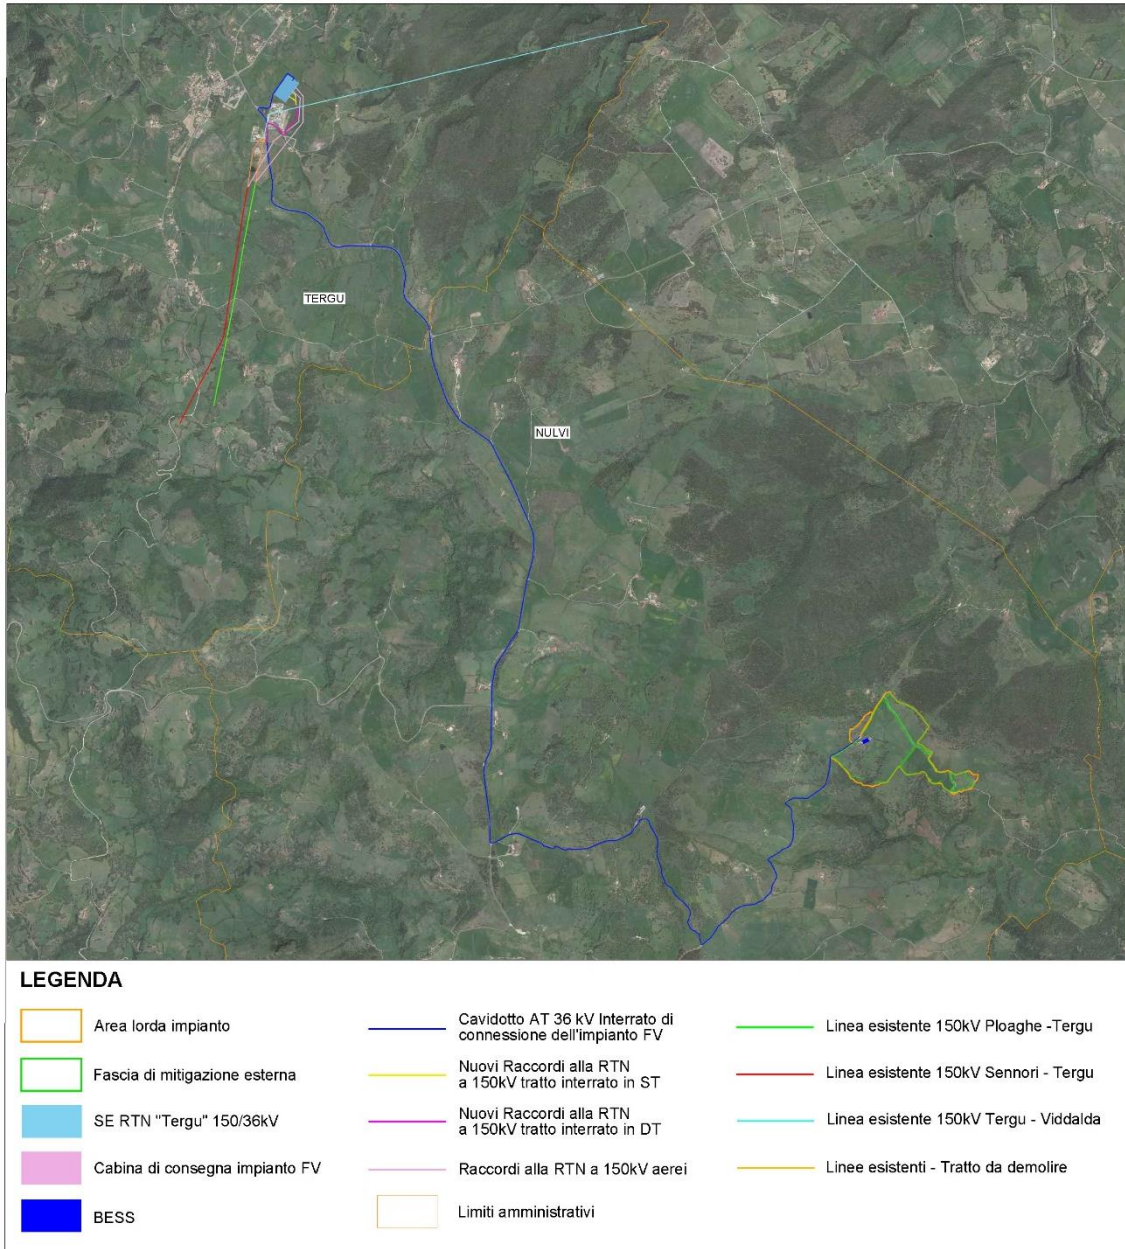 TERGU
NULVI
LEGENDA
Area lorda impianto
Fascia di mitigazione esterna
SE RTN "Tergu" 150/36kV
Cabina di consegna impianto FV
BESS
Cavidotto AT 36 kV Interrato di
connessione dell'impianto FV
Nuovi Raccordi alla RTN
a 150kV tratto interrato in ST
Nuovi Raccordi alla RTN
a 150kV tratto interrato in DT
Raccordi alla RTN a 150kV aerei
Limiti amministrativi
Linea esistente 150kV Ploaghe -Tergu
Linea esistente 150kV Sennori - Tergu
Linea esistente 150kV Tergu - Viddalda
Linee esistenti - Tratto da demolire